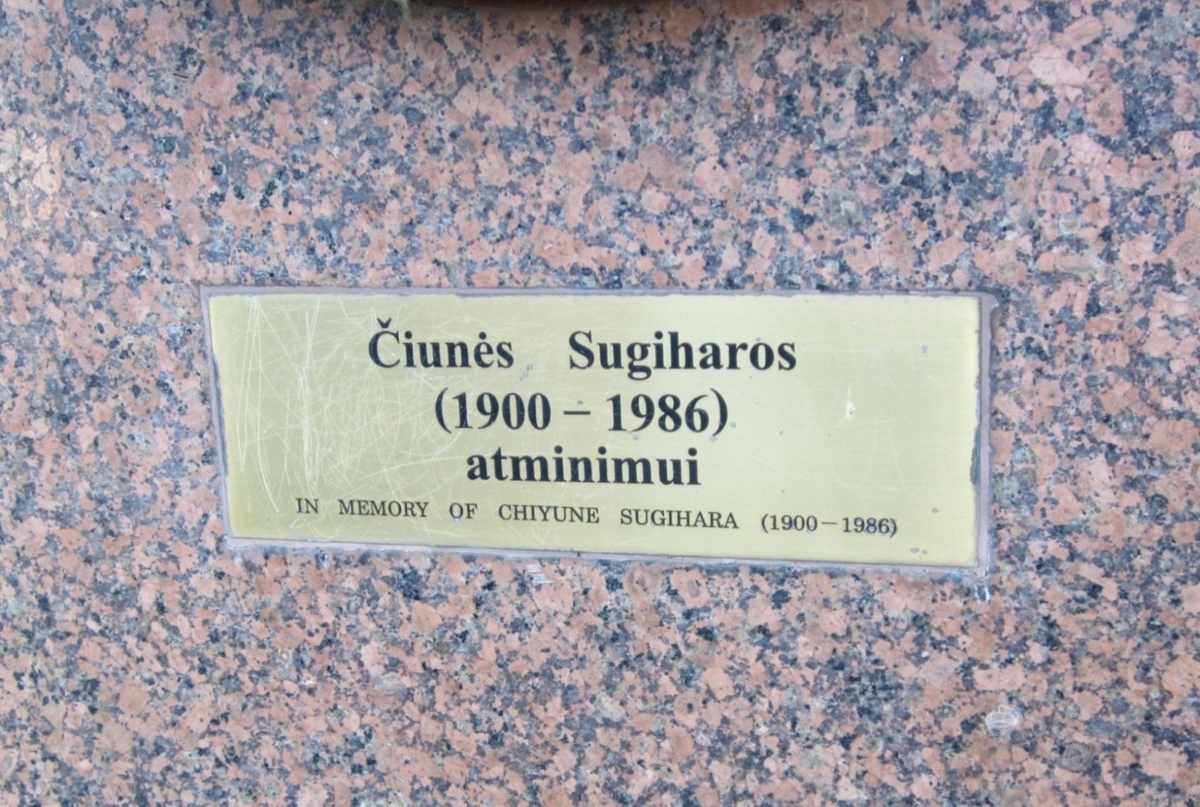 Čiunės Sugiharos
(1900 – 1986)
atminimui
IN MEMORY OF CHIYUNE SUGIHARA (1900–1986)